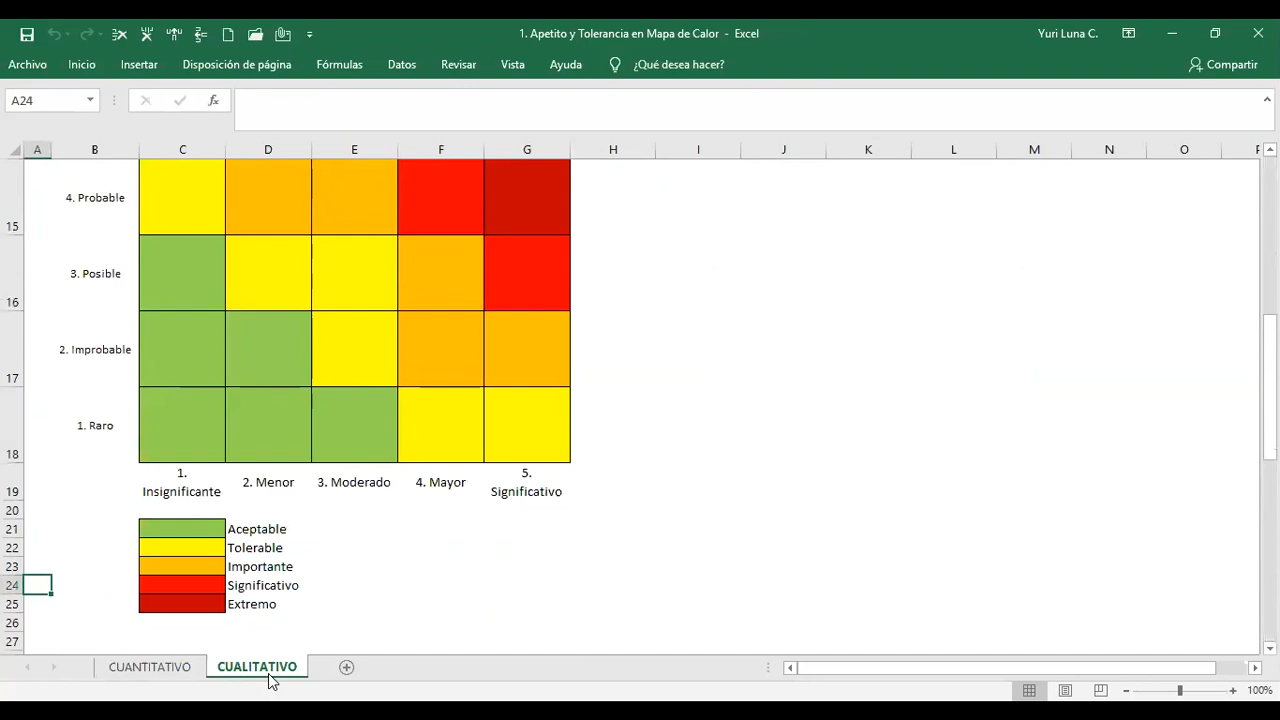 1. Apetito y Tolerancia en Mapa de Calor - Excel
Yuri Luna C.
Archivo Inicio Insertar Disposición de página Fórmulas Datos Revisar Vista Ayuda ¿Qué desea hacer? Compartir
A24 fx
A B C D E F G H I J K L M N O P
4. Probable
15
3. Posible
16
2. Improbable
17
1. Raro
18
1.
Insignificante
2. Menor
3. Moderado
4. Mayor
5.
Significativo
19
20
21 Aceptable
22 Tolerable
23 Importante
24 Significativo
25 Extremo
26
27
CUANTITATIVO CUALITATIVO
100%